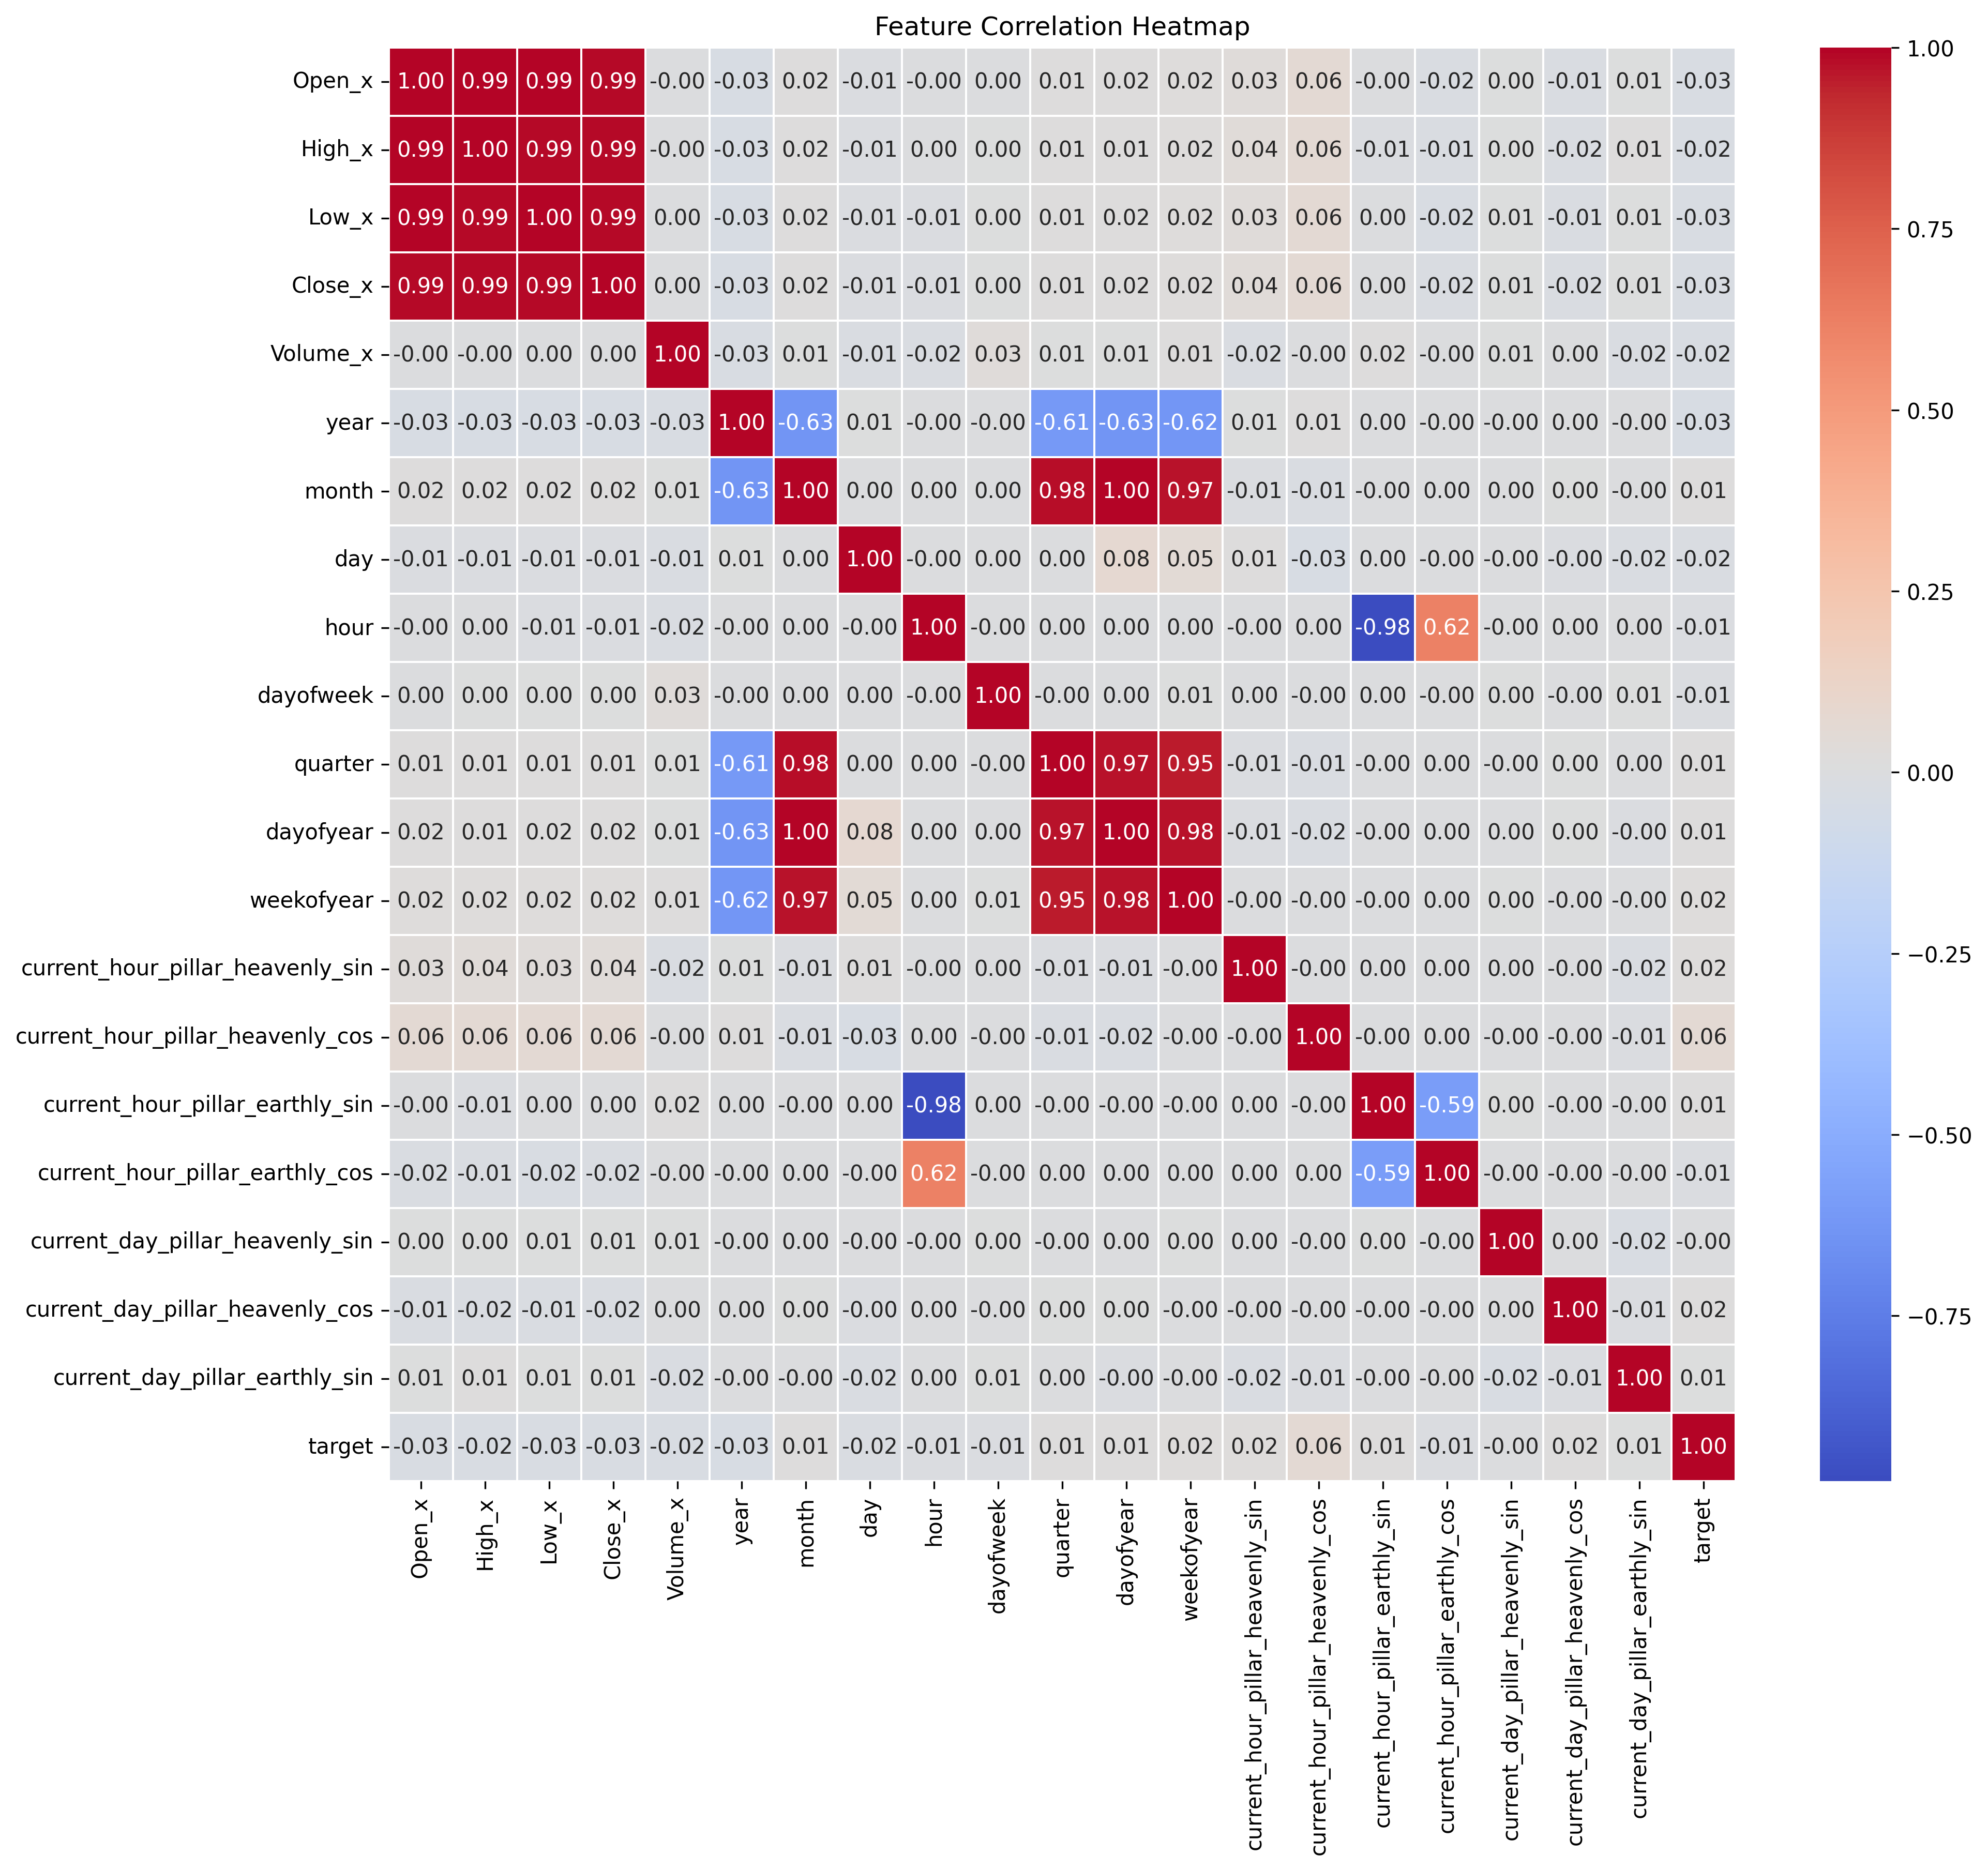 Feature Correlation Heatmap
Open_x 1.00 0.99 0.99 0.99 -0.00 -0.03 0.02 -0.01 -0.00 0.00 0.01 0.02 0.02 0.03 0.06 -0.00 -0.02 0.00 -0.01 0.01 -0.03
High_x 0.99 1.00 0.99 0.99 -0.00 -0.03 0.02 -0.01 0.00 0.00 0.01 0.01 0.02 0.04 0.06 -0.01 -0.01 0.00 -0.02 0.01 -0.02
Low_x 0.99 0.99 1.00 0.99 0.00 -0.03 0.02 -0.01 -0.01 0.00 0.01 0.02 0.02 0.03 0.06 0.00 -0.02 0.01 -0.01 0.01 -0.03
Close_x 0.99 0.99 0.99 1.00 0.00 -0.03 0.02 -0.01 -0.01 0.00 0.01 0.02 0.02 0.04 0.06 0.00 -0.02 0.01 -0.02 0.01 -0.03
Volume_x -0.00 -0.00 0.00 0.00 1.00 -0.03 0.01 -0.01 -0.02 0.03 0.01 0.01 0.01 -0.02 -0.00 0.02 -0.00 0.01 0.00 -0.02 -0.02
year -0.03 -0.03 -0.03 -0.03 -0.03 1.00 -0.63 0.01 -0.00 -0.00 -0.61 -0.63 -0.62 0.01 0.01 0.00 -0.00 -0.00 0.00 -0.00 -0.03
month 0.02 0.02 0.02 0.02 0.01 -0.63 1.00 0.00 0.00 0.00 0.98 1.00 0.97 -0.01 -0.01 -0.00 0.00 0.00 0.00 -0.00 0.01
day -0.01 -0.01 -0.01 -0.01 -0.01 0.01 0.00 1.00 -0.00 0.00 0.00 0.08 0.05 0.01 -0.03 0.00 -0.00 -0.00 -0.00 -0.02 -0.02
hour -0.00 0.00 -0.01 -0.01 -0.02 -0.00 0.00 -0.00 1.00 -0.00 0.00 0.00 0.00 -0.00 0.00 -0.98 0.62 -0.00 0.00 0.00 -0.01
dayofweek 0.00 0.00 0.00 0.00 0.03 -0.00 0.00 0.00 -0.00 1.00 -0.00 0.00 0.01 0.00 -0.00 0.00 -0.00 0.00 -0.00 0.01 -0.01
quarter 0.01 0.01 0.01 0.01 0.01 -0.61 0.98 0.00 0.00 -0.00 1.00 0.97 0.95 -0.01 -0.01 -0.00 0.00 -0.00 0.00 0.00 0.01
dayofyear 0.02 0.01 0.02 0.02 0.01 -0.63 1.00 0.08 0.00 0.00 0.97 1.00 0.98 -0.01 -0.02 -0.00 0.00 0.00 0.00 -0.00 0.01
weekofyear 0.02 0.02 0.02 0.02 0.01 -0.62 0.97 0.05 0.00 0.01 0.95 0.98 1.00 -0.00 -0.00 -0.00 0.00 0.00 -0.00 -0.00 0.02
current_hour_pillar_heavenly_sin 0.03 0.04 0.03 0.04 -0.02 0.01 -0.01 0.01 -0.00 0.00 -0.01 -0.01 -0.00 1.00 -0.00 0.00 0.00 0.00 -0.00 -0.02 0.02
current_hour_pillar_heavenly_cos 0.06 0.06 0.06 0.06 -0.00 0.01 -0.01 -0.03 0.00 -0.00 -0.01 -0.02 -0.00 -0.00 1.00 -0.00 0.00 -0.00 -0.00 -0.01 0.06
current_hour_pillar_earthly_sin -0.00 -0.01 0.00 0.00 0.02 0.00 -0.00 0.00 -0.98 0.00 -0.00 -0.00 -0.00 0.00 -0.00 1.00 -0.59 0.00 -0.00 -0.00 0.01
current_hour_pillar_earthly_cos -0.02 -0.01 -0.02 -0.02 -0.00 -0.00 0.00 -0.00 0.62 -0.00 0.00 0.00 0.00 0.00 0.00 -0.59 1.00 -0.00 -0.00 -0.00 -0.01
current_day_pillar_heavenly_sin 0.00 0.00 0.01 0.01 0.01 -0.00 0.00 -0.00 -0.00 0.00 -0.00 0.00 0.00 0.00 -0.00 0.00 -0.00 1.00 0.00 -0.02 -0.00
current_day_pillar_heavenly_cos -0.01 -0.02 -0.01 -0.02 0.00 0.00 0.00 -0.00 0.00 -0.00 0.00 0.00 -0.00 -0.00 -0.00 -0.00 -0.00 0.00 1.00 -0.01 0.02
current_day_pillar_earthly_sin 0.01 0.01 0.01 0.01 -0.02 -0.00 -0.00 -0.02 0.00 0.01 0.00 -0.00 -0.00 -0.02 -0.01 -0.00 -0.00 -0.02 -0.01 1.00 0.01
target -0.03 -0.02 -0.03 -0.03 -0.02 -0.03 0.01 -0.02 -0.01 -0.01 0.01 0.01 0.02 0.02 0.06 0.01 -0.01 -0.00 0.02 0.01 1.00
Open_x
High_x
Low_x
Close_x
Volume_x
year
month
day
hour
dayofweek
quarter
dayofyear
weekofyear
current_hour_pillar_heavenly_sin
current_hour_pillar_heavenly_cos
current_hour_pillar_earthly_sin
current_hour_pillar_earthly_cos
current_day_pillar_heavenly_sin
current_day_pillar_heavenly_cos
current_day_pillar_earthly_sin
target
1.00
0.75
0.50
0.25
0.00
−0.25
−0.50
−0.75